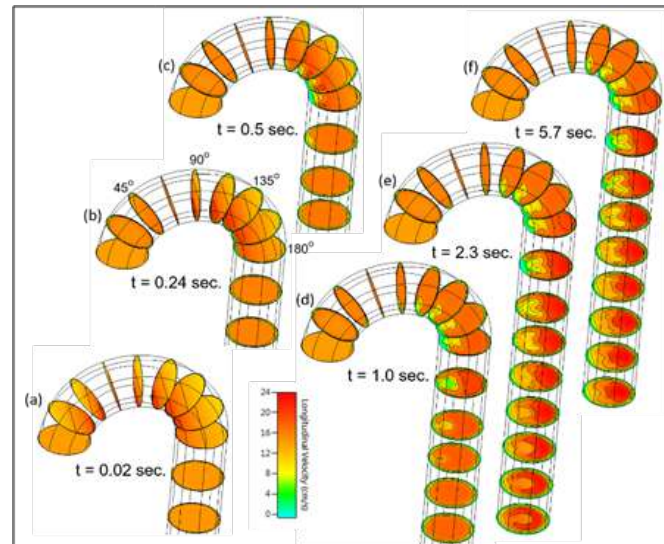 (c)
t = 0.5 sec.
(f)
t = 5.7 sec.
90°
45°
135°
(b)
180°
t = 0.24 sec.
(e)
t = 2.3 sec.
(d)
t = 1.0 sec.
(a)
t = 0.02 sec.
24
20
16
12
8
4
0
Longitudinal Velocity (cm/s)